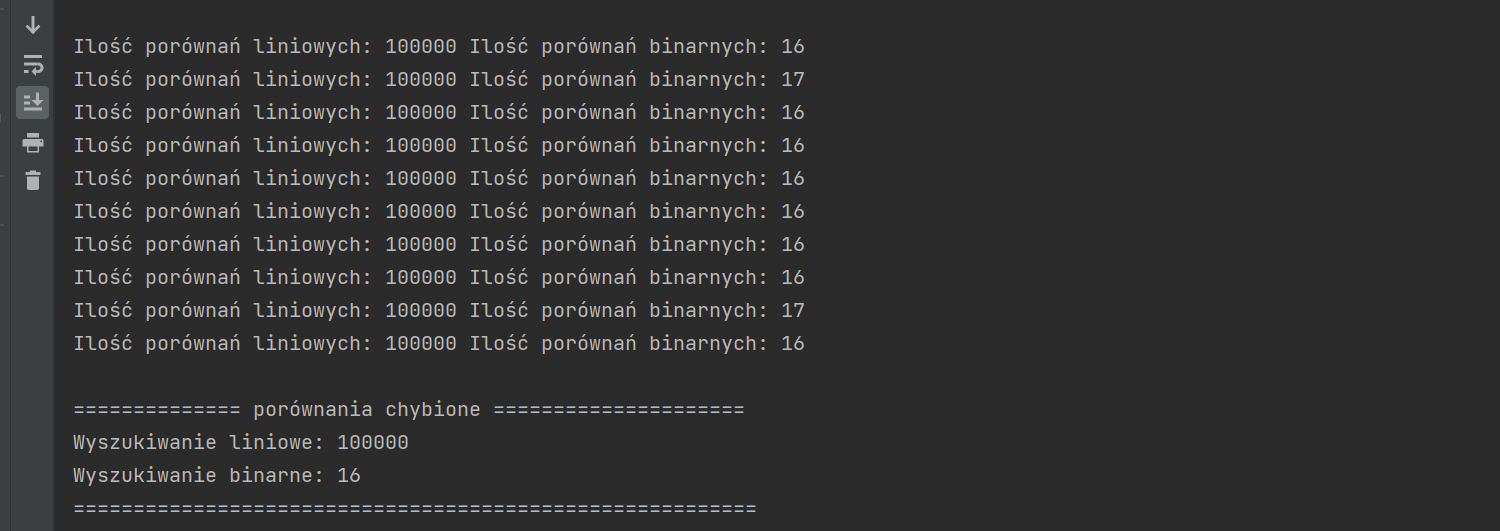 Ilość porównań liniowych: 100000 Ilość porównań binarnych: 16
Ilość porównań liniowych: 100000 Ilość porównań binarnych: 17
Ilość porównań liniowych: 100000 Ilość porównań binarnych: 16
Ilość porównań liniowych: 100000 Ilość porównań binarnych: 16
Ilość porównań liniowych: 100000 Ilość porównań binarnych: 16
Ilość porównań liniowych: 100000 Ilość porównań binarnych: 16
Ilość porównań liniowych: 100000 Ilość porównań binarnych: 16
Ilość porównań liniowych: 100000 Ilość porównań binarnych: 16
Ilość porównań liniowych: 100000 Ilość porównań binarnych: 17
Ilość porównań liniowych: 100000 Ilość porównań binarnych: 16
============== porównania chybione =====================
Wyszukiwanie liniowe: 100000
Wyszukiwanie binarne: 16
=========================================================